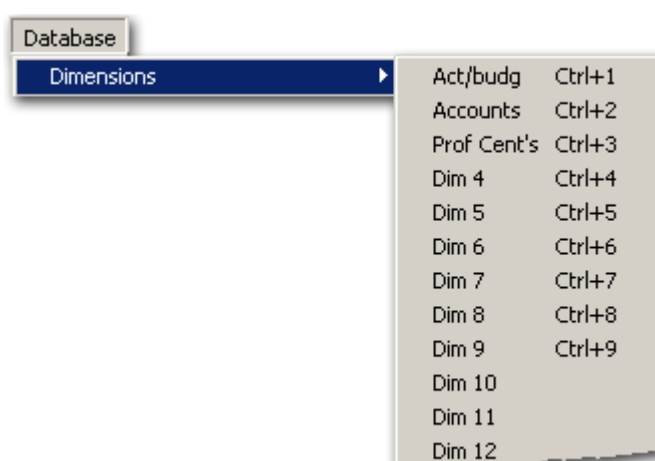 Database
Dimensions
Act/budg Ctrl+1
Accounts Ctrl+2
Prof Cent's Ctrl+3
Dim 4 Ctrl+4
Dim 5 Ctrl+5
Dim 6 Ctrl+6
Dim 7 Ctrl+7
Dim 8 Ctrl+8
Dim 9 Ctrl+9
Dim 10
Dim 11
Dim 12